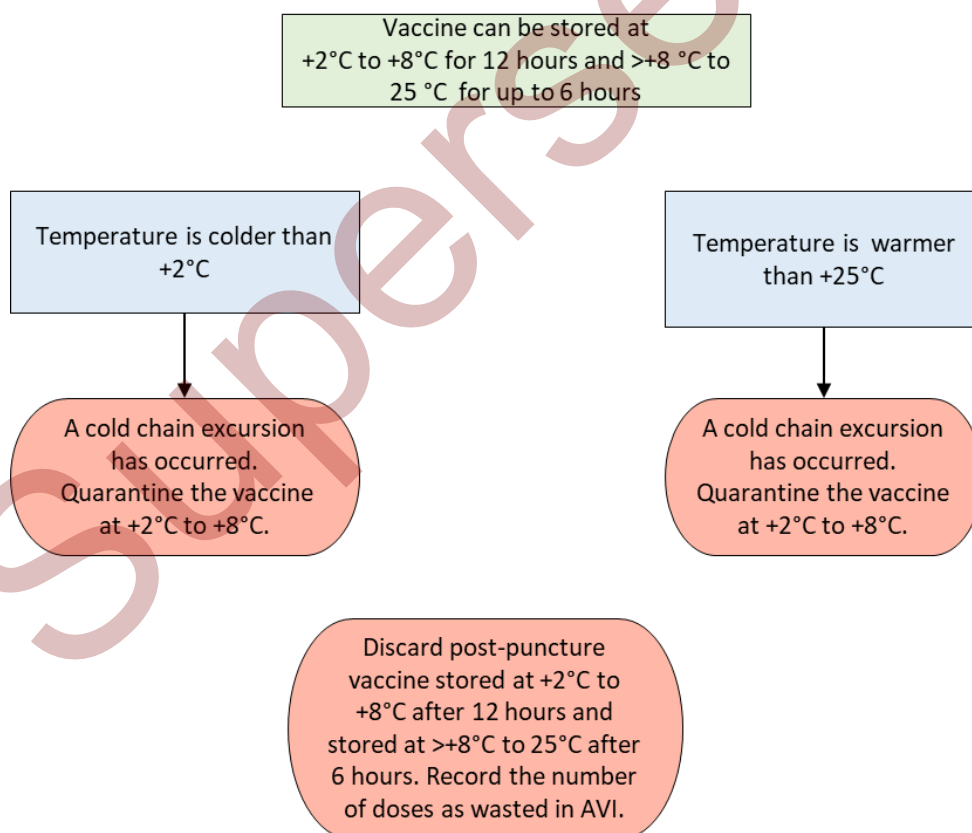 Vaccine can be stored at
+2°C to +8°C for 12 hours and >+8 °C to
25 °C for up to 6 hours
Temperature is colder than
+2°C
Temperature is warmer
than +25°C
A cold chain excursion
has occurred.
Quarantine the vaccine
at +2°C to +8°C.
A cold chain excursion
has occurred.
Quarantine the vaccine
at +2°C to +8°C.
Discard post-puncture
vaccine stored at +2°C to
+8°C after 12 hours and
stored at >+8°C to 25°C after
6 hours. Record the number
of doses as wasted in AVI.
Superse